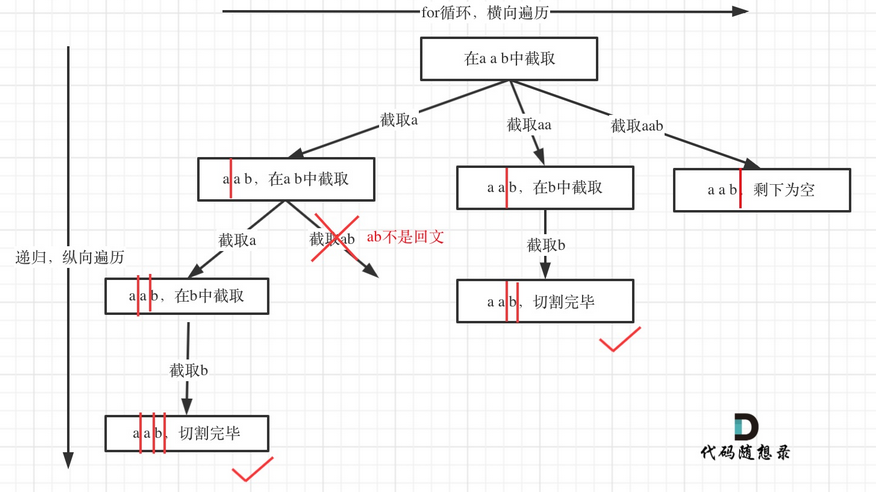 for循环，横向遍历
在a a b中截取
截取a
截取aa
截取aab
a a b，在a b中截取
a a b，在b中截取
a a b，剩下为空
截取a
截取ab
ab不是回文
截取b
递归，纵向遍历
a a b，在b中截取
a a b，切割完毕
截取b
a a b，切割完毕
代码随想录